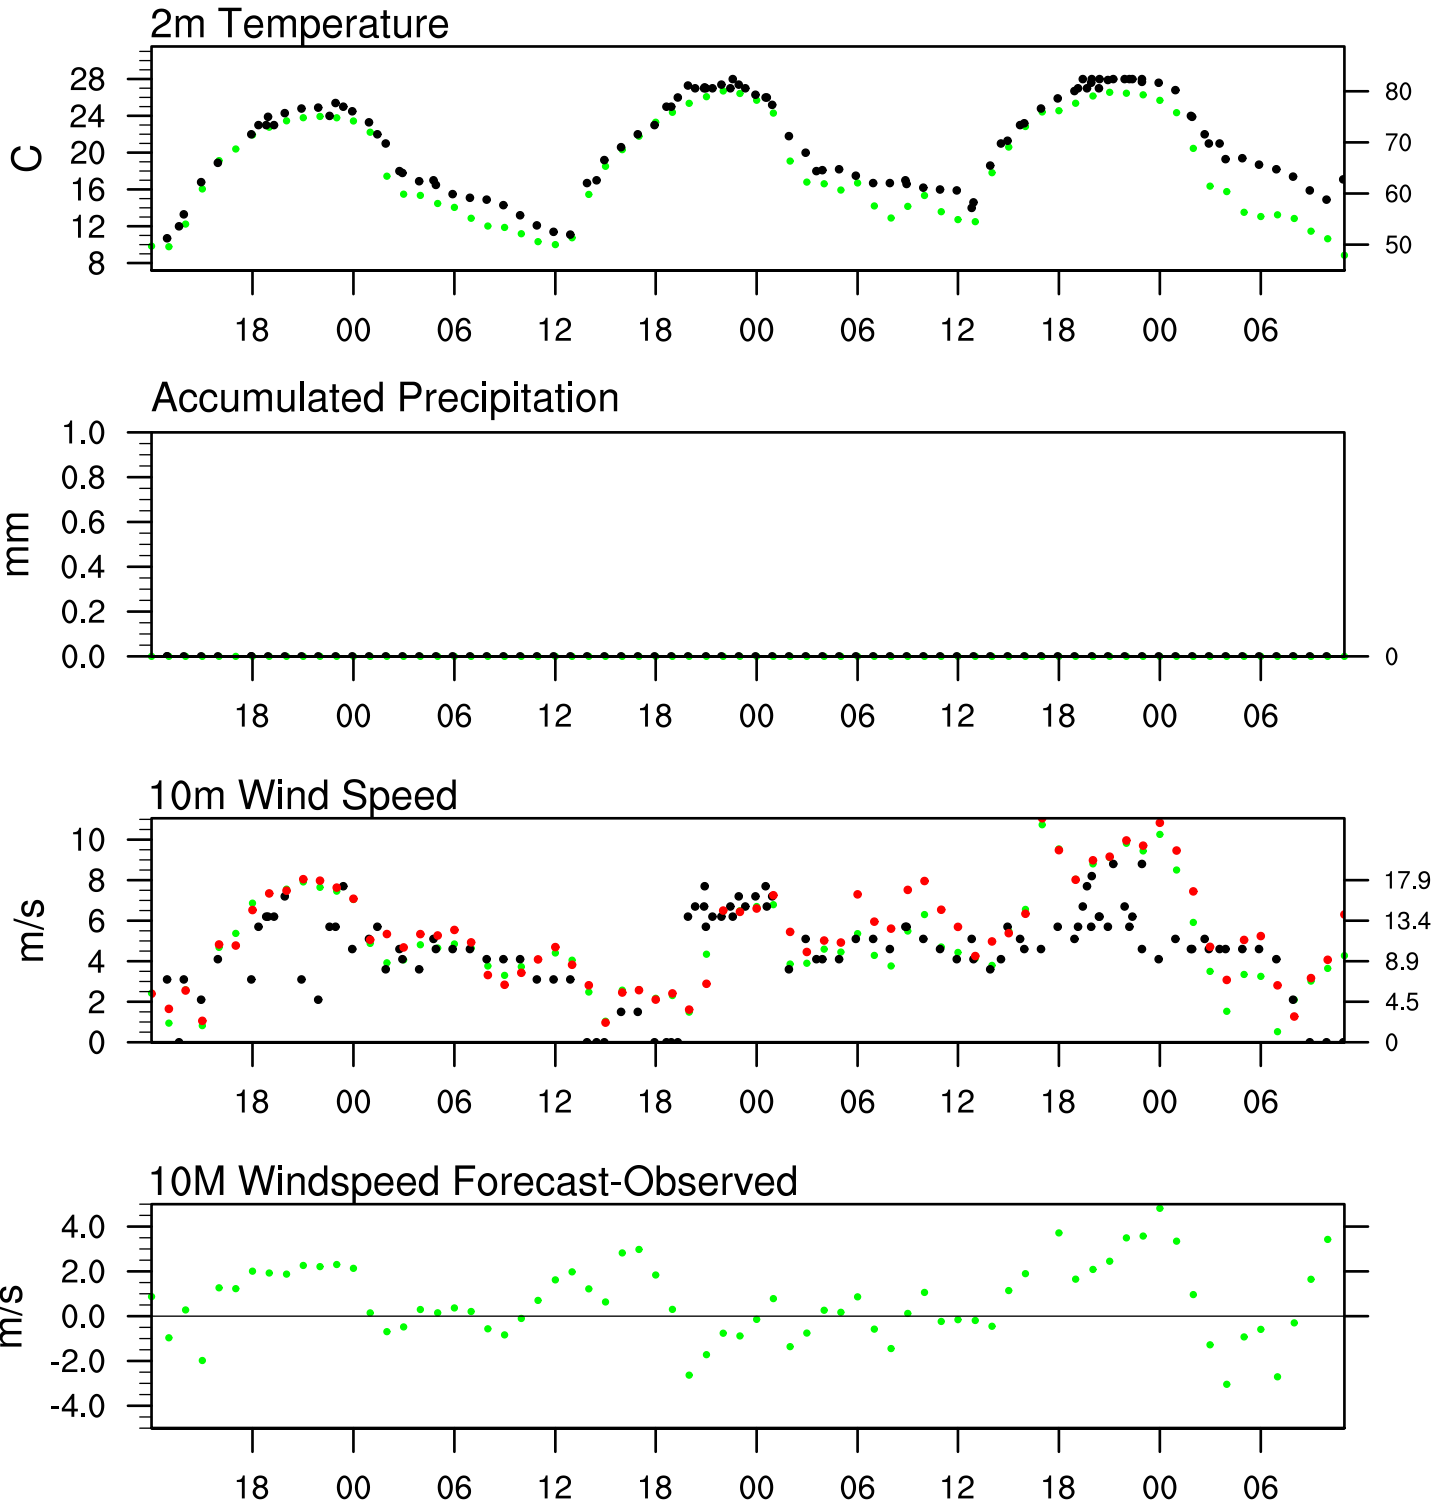 2m Temperature
C
28
24
20
16
12
8
80
70
60
50
18 00 06 12 18 00 06 12 18 00 06
Accumulated Precipitation
mm
1.0
0.8
0.6
0.4
0.2
0.0
0
18 00 06 12 18 00 06 12 18 00 06
10m Wind Speed
m/s
10
8
6
4
2
0
17.9
13.4
8.9
4.5
0
18 00 06 12 18 00 06 12 18 00 06
10M Windspeed Forecast-Observed
m/s
4.0
2.0
0.0
-2.0
-4.0
18 00 06 12 18 00 06 12 18 00 06